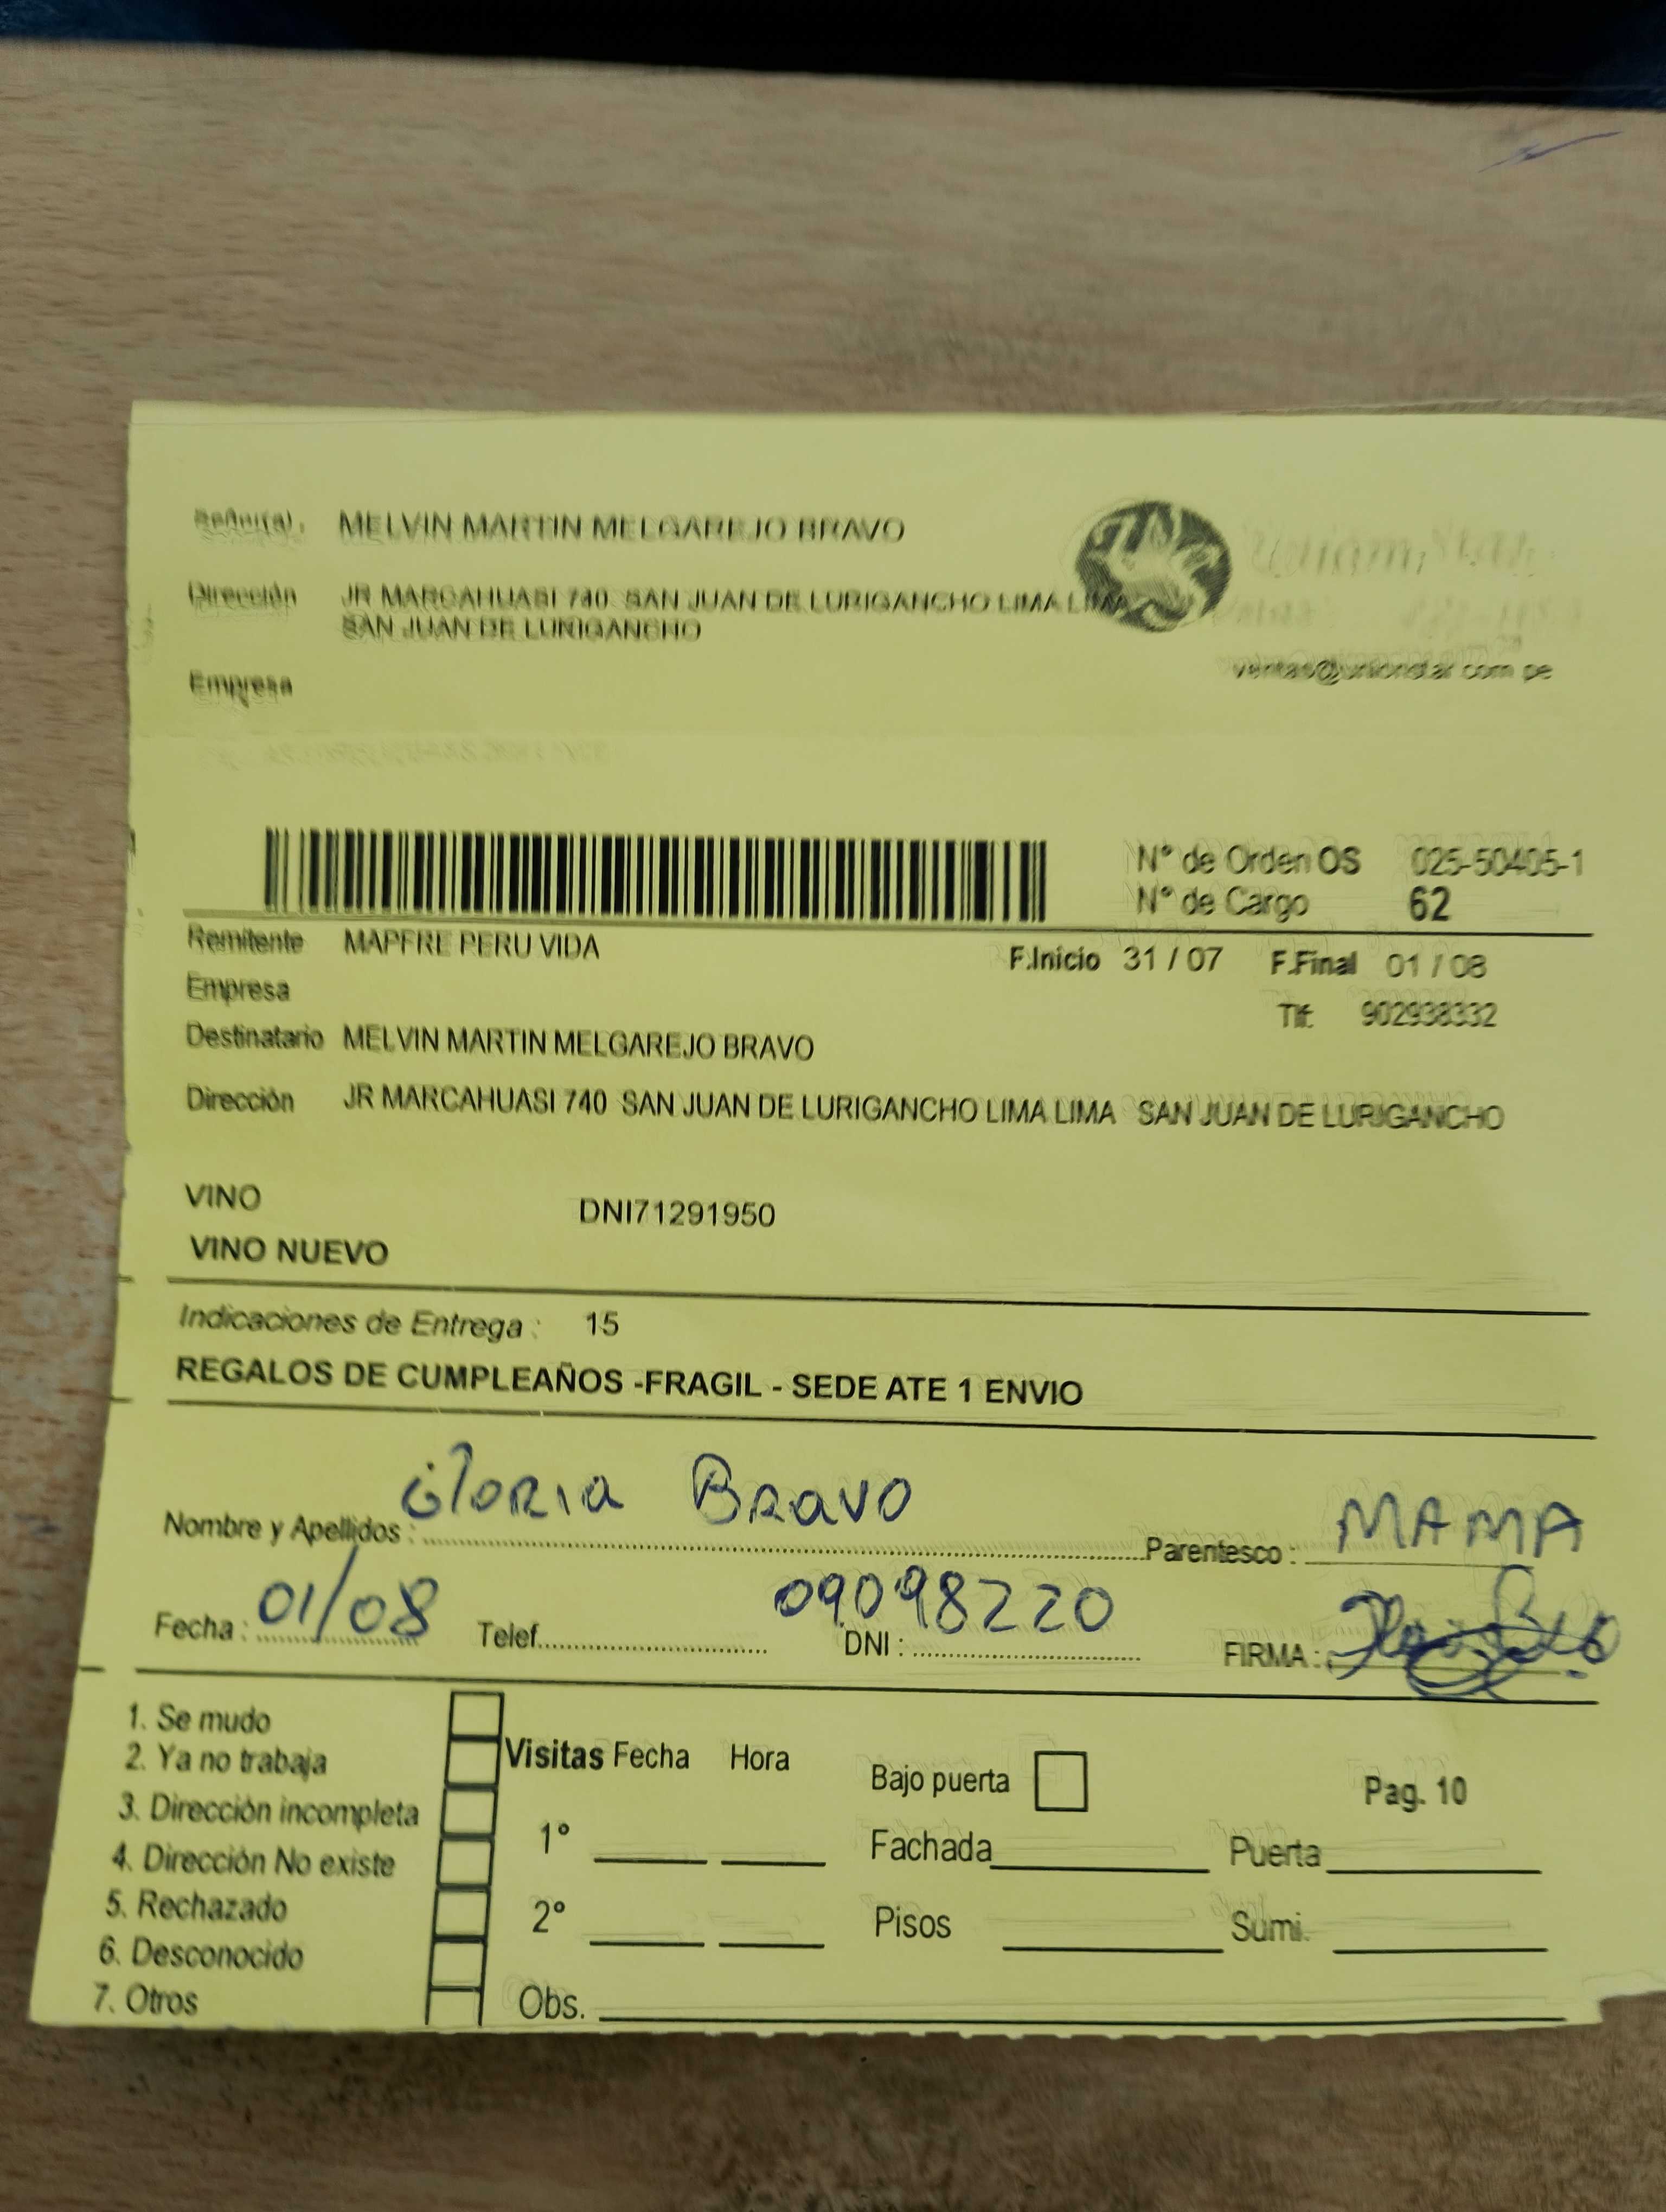 Señor(a). MELVIN MARTIN MELGAREJO BRAVO
Dirección JR MARCAHUASI 740 SAN JUAN DE LURIGANCHO LIMA LIMA
SAN JUAN DE LURIGANCHO
Empresa
ventas@unionstar.com.pe
N° de Orden OS 025-50405-1
N° de Cargo 62
Remitente MAPFRE PERU VIDA F.Inicio 31 / 07 F.Final 01 / 08
Empresa
Tlf: 902938332
Destinatario MELVIN MARTIN MELGAREJO BRAVO
Dirección JR MARCAHUASI 740 SAN JUAN DE LURIGANCHO LIMA LIMA SAN JUAN DE LURIGANCHO
VINO DNI71291950
VINO NUEVO
Indicaciones de Entrega : 15
REGALOS DE CUMPLEAÑOS -FRAGIL - SEDE ATE 1 ENVIO
Nombre y Apellidos : Gloria Bravo Parentesco : MAMA
Fecha : 01/08 Telef. DNI : 09098220 FIRMA :
1. Se mudo
2. Ya no trabaja
3. Dirección incompleta
4. Dirección No existe
5. Rechazado
6. Desconocido
7. Otros
Visitas Fecha Hora
1°
2°
Obs.
Bajo puerta Pag. 10
Fachada Puerta
Pisos Sumi.